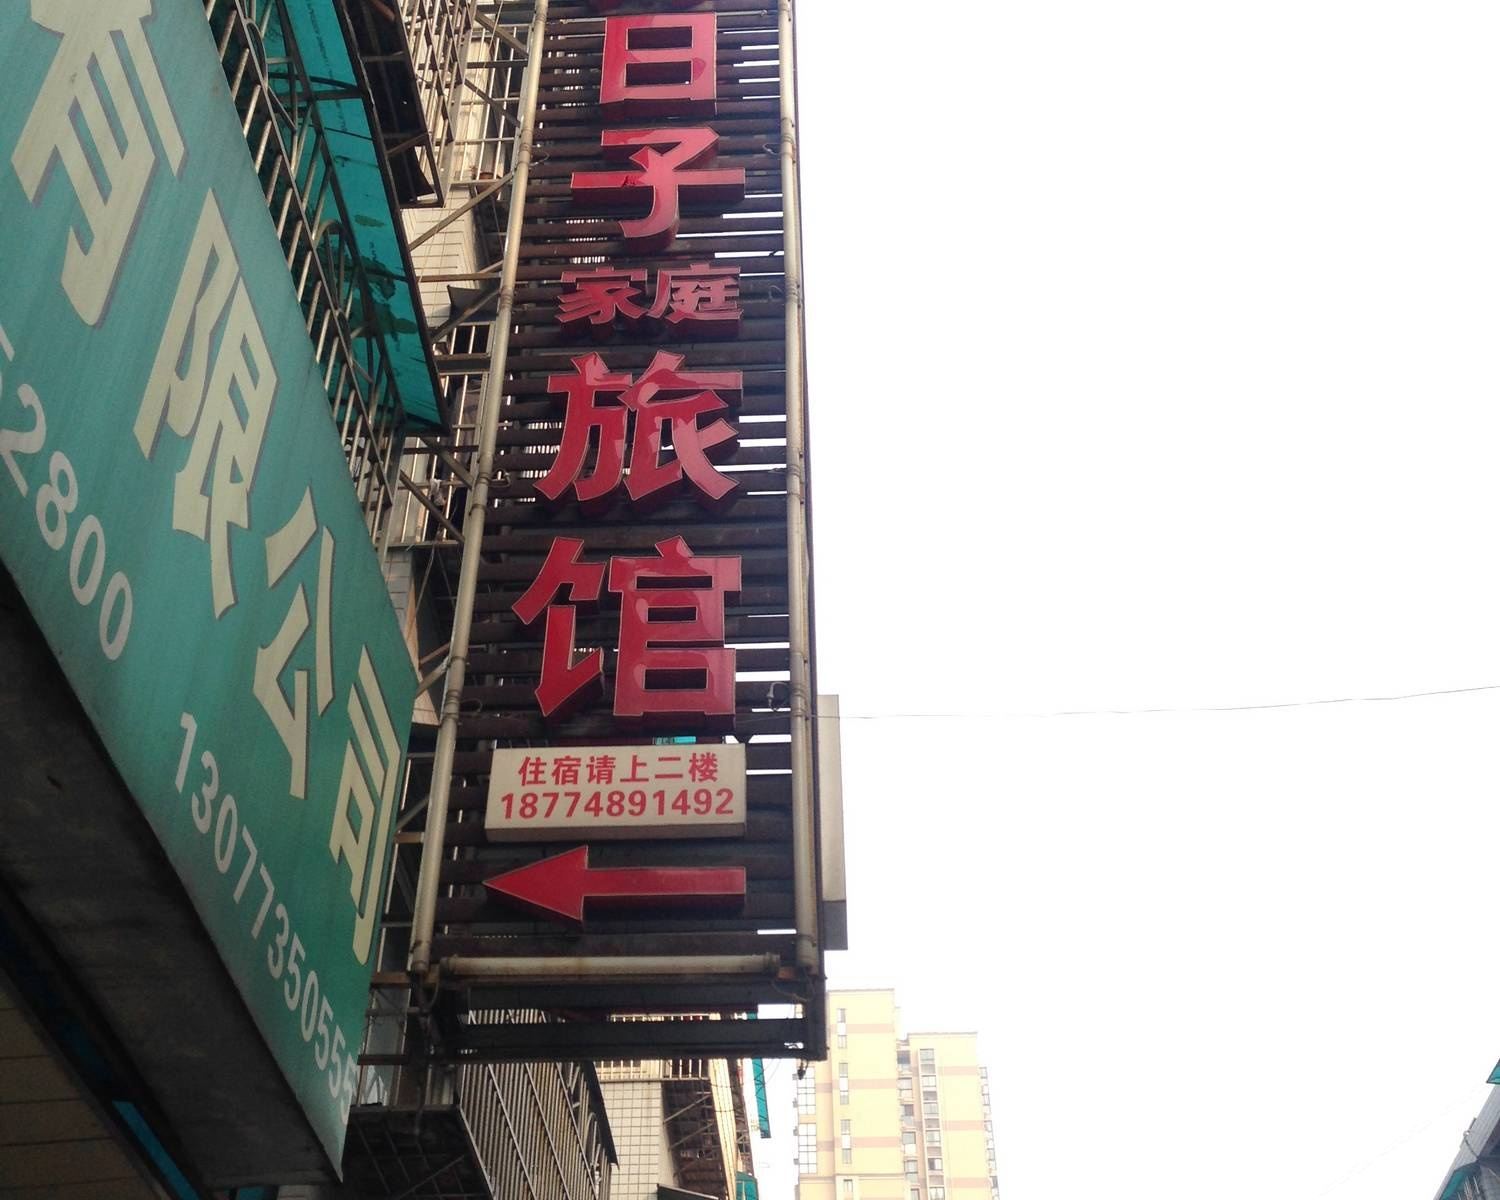 有限公司
2800
13077350555
日子
家庭
旅馆
住宿请上二楼
18774891492